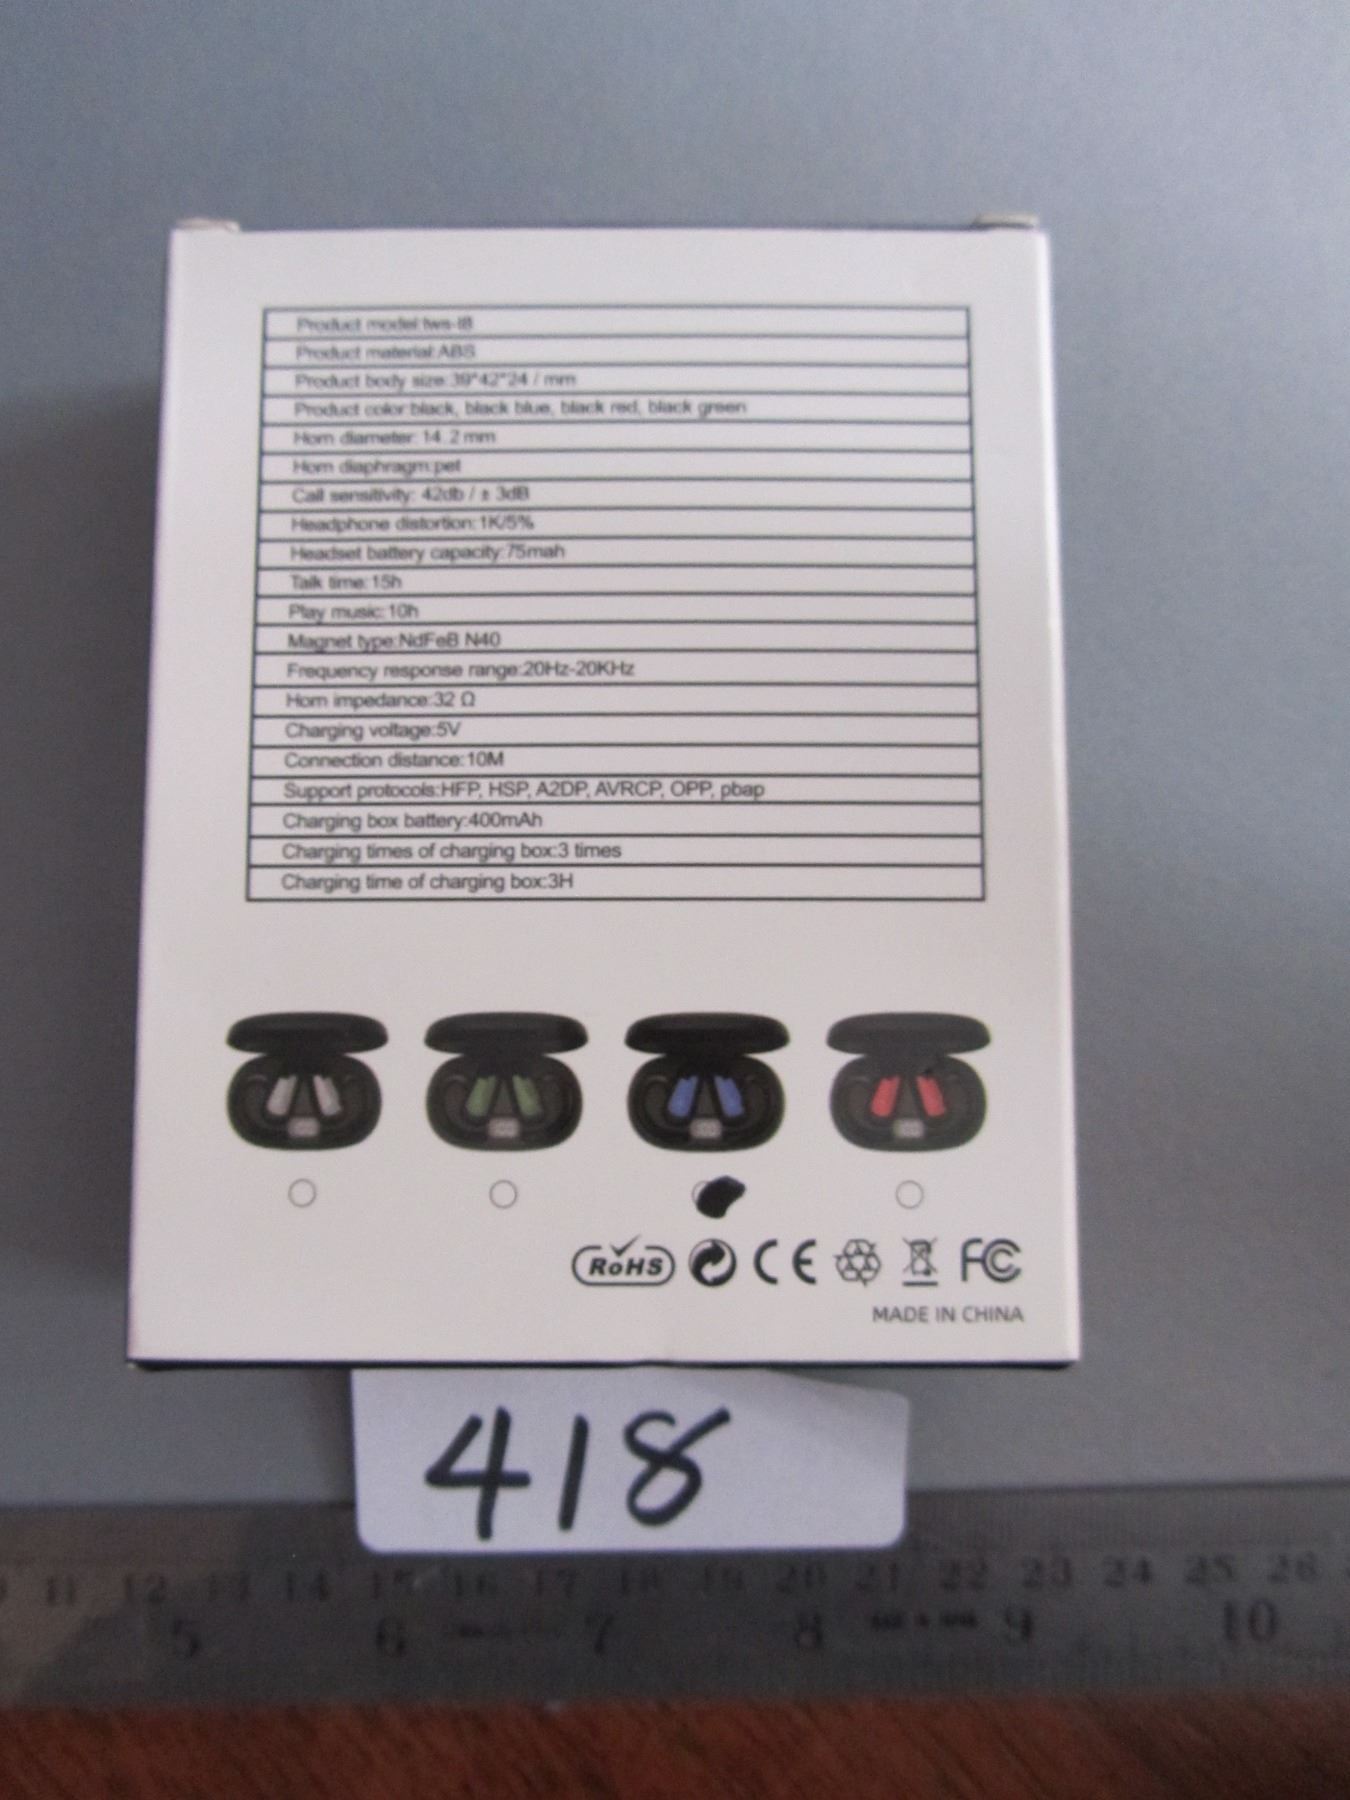 Product model:tws-i8
Product material:ABS
Product body size:39*42*24 / mm
Product color:black, black blue, black red, black green
Horn diameter: 14.2mm
Horn diaphragm:pet
Call sensitivity: 42db / ± 3dB
Headphone distortion:1K/5%
Headset battery capacity:75mah
Talk time:15h
Play music:10h
Magnet type:NdFeB N40
Frequency response range:20Hz-20KHz
Horn impedance:32 Ω
Charging voltage:5V
Connection distance:10M
Support protocols:HFP, HSP, A2DP, AVRCP, OPP, pbap
Charging box battery:400mAh
Charging times of charging box:3 times
Charging time of charging box:3H
RoHS CE FC
MADE IN CHINA
418
11 12 13 14 15 16 17 18 19 20 21 22 23 24 25 26
5 6 7 8 9 10